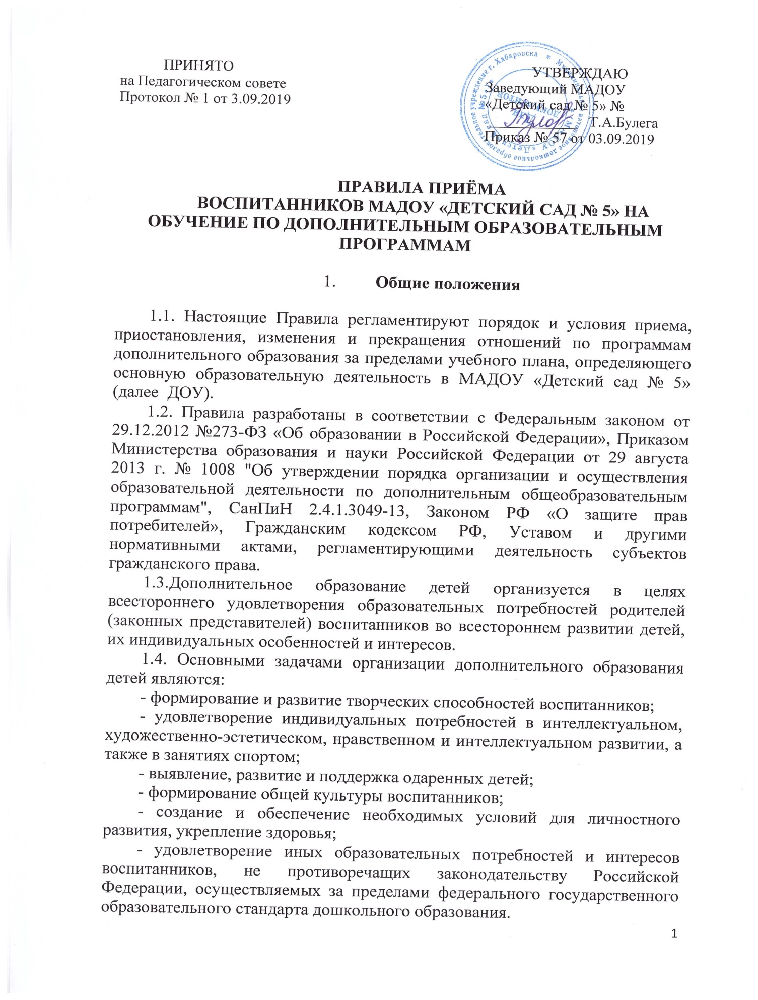 ПРИНЯТО
на Педагогическом совете
Протокол № 1 от 3.09.2019
УТВЕРЖДАЮ
Заведующий МАДОУ
«Детский сад № 5» №
Т.А.Булега
Приказ № 57 от 03.09.2019
ПРАВИЛА ПРИЁМА
ВОСПИТАННИКОВ МАДОУ «ДЕТСКИЙ САД № 5» НА
ОБУЧЕНИЕ ПО ДОПОЛНИТЕЛЬНЫМ ОБРАЗОВАТЕЛЬНЫМ
ПРОГРАММАМ
1. Общие положения
1.1. Настоящие Правила регламентируют порядок и условия приема,
приостановления, изменения и прекращения отношений по программам
дополнительного образования за пределами учебного плана, определяющего
основную образовательную деятельность в МАДОУ «Детский сад № 5»
(далее ДОУ).
1.2. Правила разработаны в соответствии с Федеральным законом от
29.12.2012 №273-ФЗ «Об образовании в Российской Федерации», Приказом
Министерства образования и науки Российской Федерации от 29 августа
2013 г. № 1008 "Об утверждении порядка организации и осуществления
образовательной деятельности по дополнительным общеобразовательным
программам", СанПиН 2.4.1.3049-13, Законом РФ «О защите прав
потребителей», Гражданским кодексом РФ, Уставом и другими
нормативными актами, регламентирующими деятельность субъектов
гражданского права.
1.3.Дополнительное образование детей организуется в целях
всестороннего удовлетворения образовательных потребностей родителей
(законных представителей) воспитанников во всестороннем развитии детей,
их индивидуальных особенностей и интересов.
1.4. Основными задачами организации дополнительного образования
детей являются:
- формирование и развитие творческих способностей воспитанников;
- удовлетворение индивидуальных потребностей в интеллектуальном,
художественно-эстетическом, нравственном и интеллектуальном развитии, а
также в занятиях спортом;
- выявление, развитие и поддержка одаренных детей;
- формирование общей культуры воспитанников;
- создание и обеспечение необходимых условий для личностного
развития, укрепление здоровья;
- удовлетворение иных образовательных потребностей и интересов
воспитанников, не противоречащих законодательству Российской
Федерации, осуществляемых за пределами федерального государственного
образовательного стандарта дошкольного образования.
1